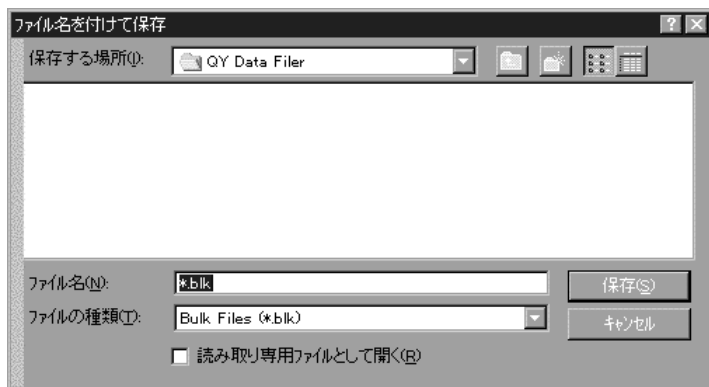 ファイル名を付けて保存
保存する場所(I):
QY Data Filer
ファイル名(N):
*.blk
保存(S)
ファイルの種類(T):
Bulk Files (*.blk)
キャンセル
読み取り専用ファイルとして開く(R)